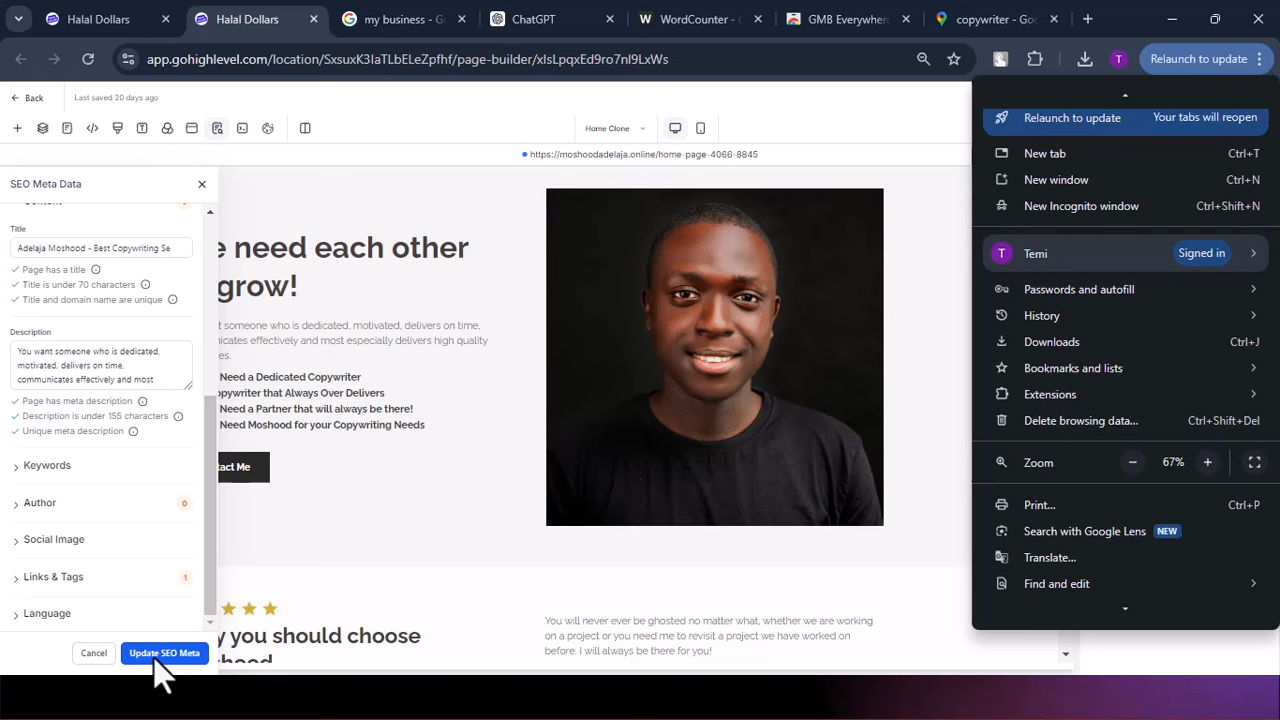 Halal Dollars
Halal Dollars
my business - G
ChatGPT
WordCounter -
GMB Everywhere
copywriter - Goo
app.gohighlevel.com/location/SxsuxK3IaTLbELeZpfhf/page-builder/xlsLpqxEd9ro7nI9LxWs
T
Relaunch to update
Back
Last saved 20 days ago
Home Clone
https://moshoodadelaja.online/home-page-4066-8845
SEO Meta Data
Title
Adelaja Moshood - Best Copywriting Se
Page has a title
Title is under 70 characters
Title and domain name are unique
Description
You want someone who is dedicated,
motivated, delivers on time,
communicates effectively and most
Page has meta description
Description is under 155 characters
Unique meta description
Keywords
Author 0
Social Image
Links & Tags 1
Language
Cancel
Update SEO Meta
e need each other
grow!
t someone who is dedicated, motivated, delivers on time,
nicates effectively and most especially delivers high quality
es.
Need a Dedicated Copywriter
opywriter that Always Over Delivers
Need a Partner that will always be there!
Need Moshood for your Copywriting Needs
tact Me
y you should choose
You will never ever be ghosted no matter what, whether we are working
on a project or you need me to revisit a project we have worked on
before. I will always be there for you!
Relaunch to update Your tabs will reopen
New tab Ctrl+T
New window Ctrl+N
New Incognito window Ctrl+Shift+N
T Temi Signed in
Passwords and autofill
History
Downloads Ctrl+J
Bookmarks and lists
Extensions
Delete browsing data... Ctrl+Shift+Del
Zoom 67%
Print... Ctrl+P
Search with Google Lens NEW
Translate...
Find and edit